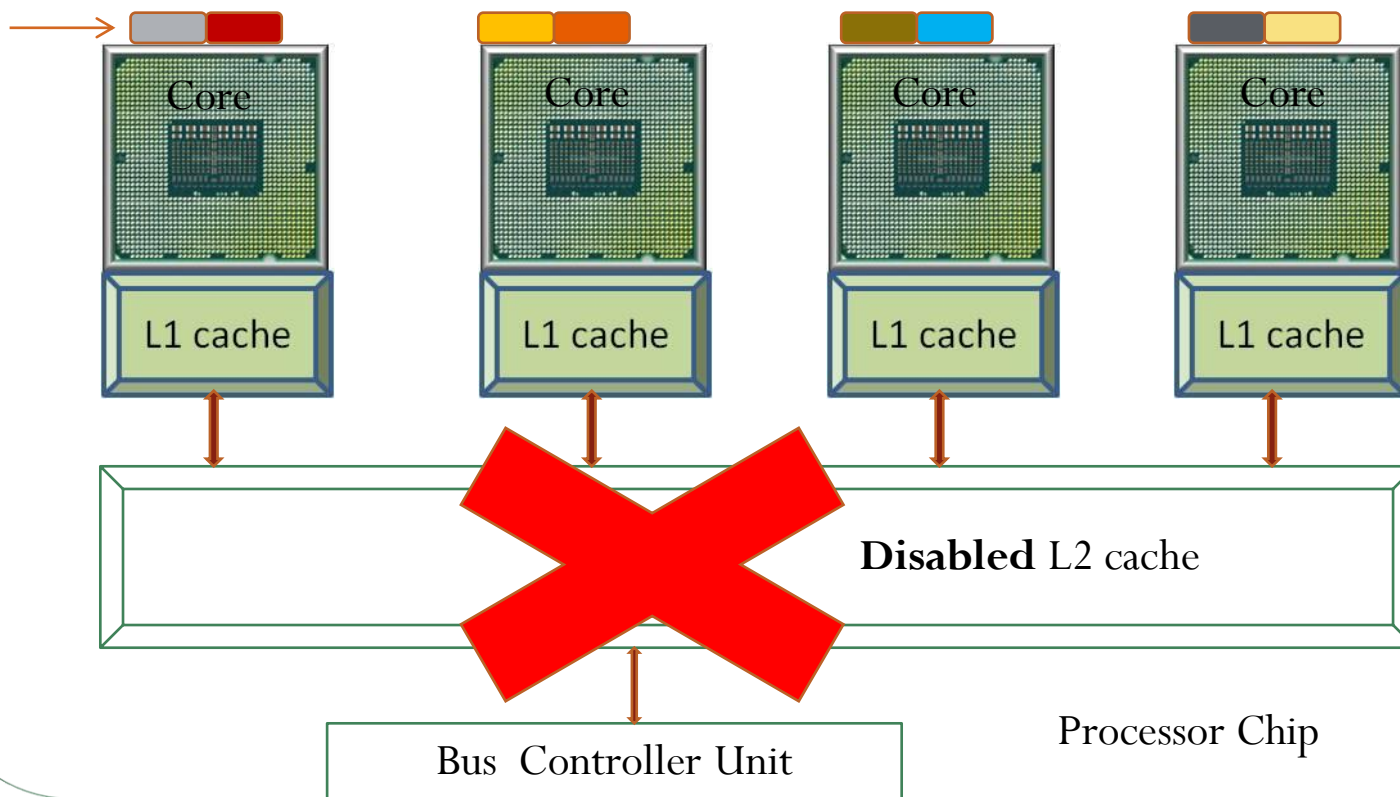 Core
Core
Core
Core
L1 cache
L1 cache
L1 cache
L1 cache
Disabled L2 cache
Processor Chip
Bus Controller Unit